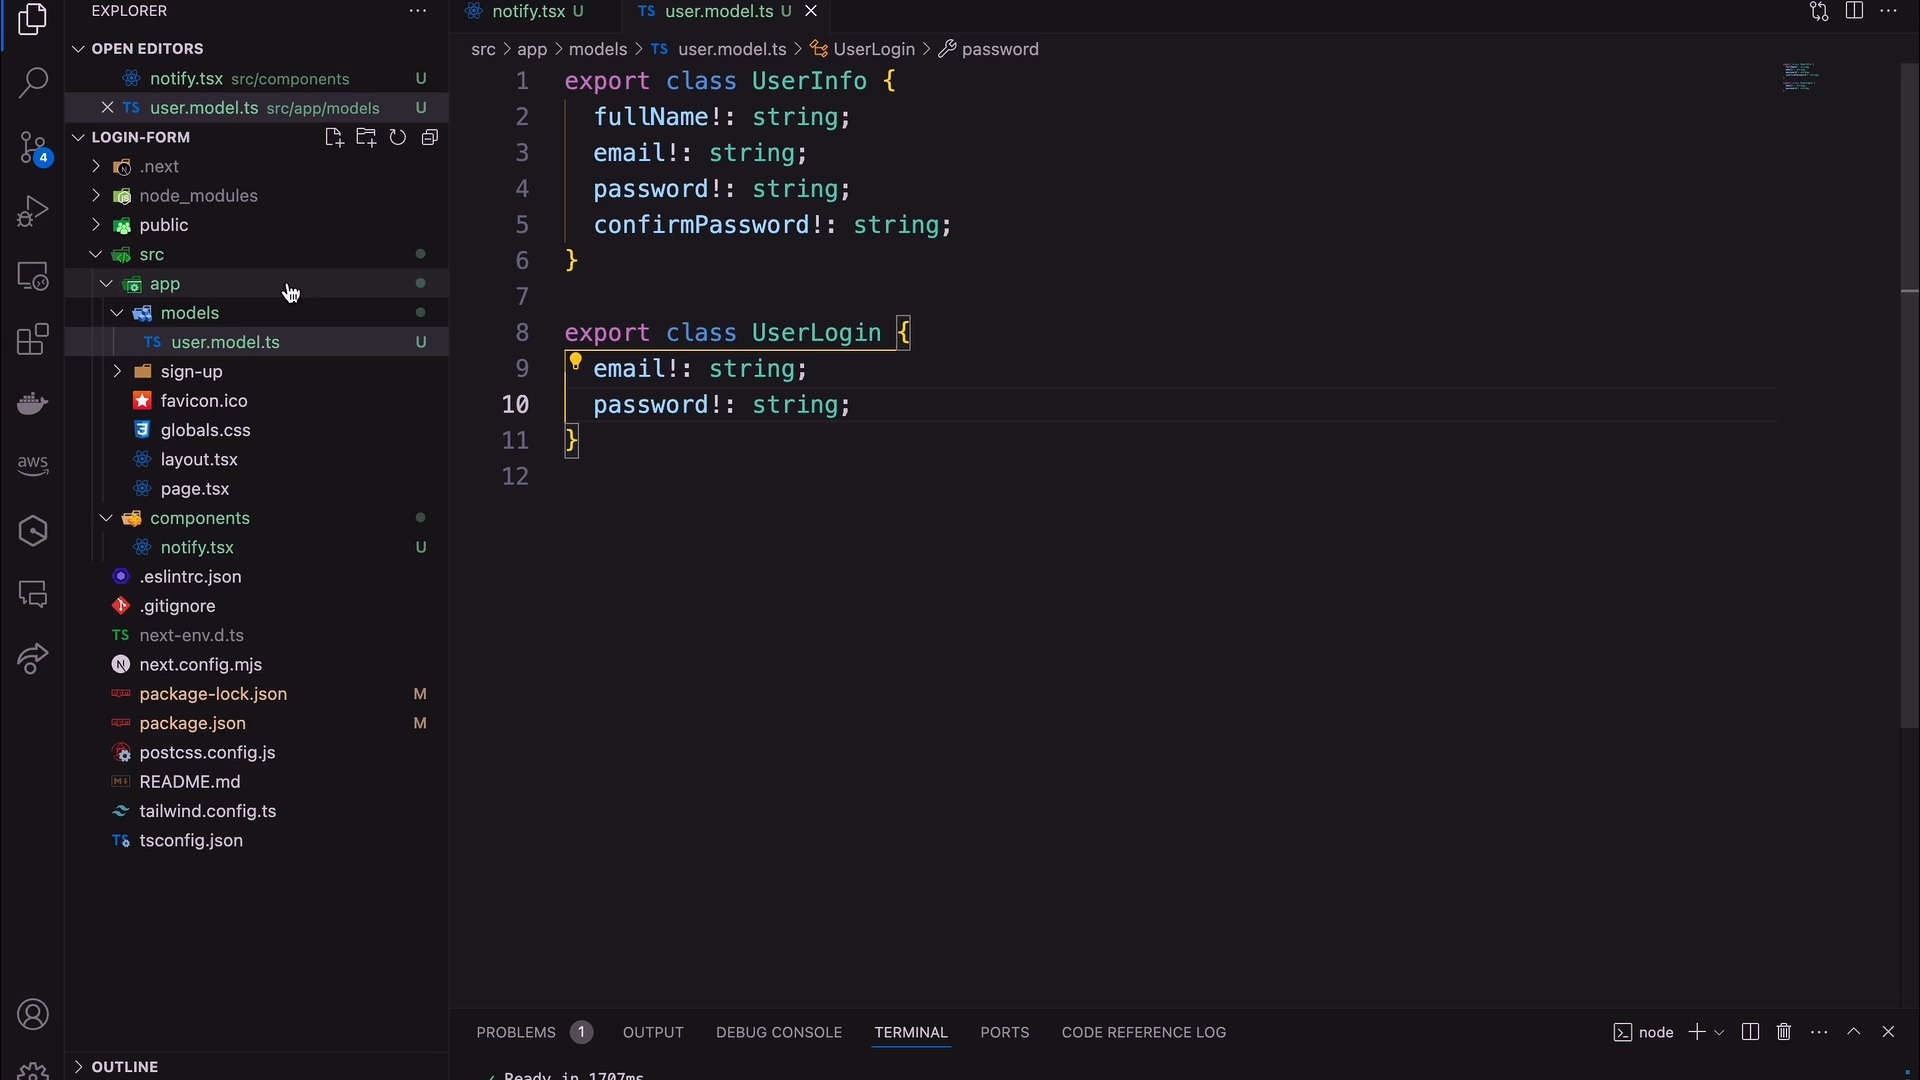 EXPLORER
OPEN EDITORS
notify.tsx src/components U
TS user.model.ts src/app/models U
LOGIN-FORM
.next
node_modules
public
src
app
models
TS user.model.ts U
sign-up
favicon.ico
globals.css
layout.tsx
page.tsx
components
notify.tsx U
.eslintrc.json
.gitignore
TS next-env.d.ts
N next.config.mjs
package-lock.json M
package.json M
postcss.config.js
README.md
tailwind.config.ts
TS tsconfig.json
OUTLINE
4
aws
notify.tsx U
TS user.model.ts U
src > app > models > TS user.model.ts > UserLogin > password
1 export class UserInfo {
2 fullName!: string;
3 email!: string;
4 password!: string;
5 confirmPassword!: string;
6 }
7
8 export class UserLogin {
9 email!: string;
10 password!: string;
11 }
12
PROBLEMS 1 OUTPUT DEBUG CONSOLE TERMINAL PORTS CODE REFERENCE LOG node
✓ Ready in 1707ms